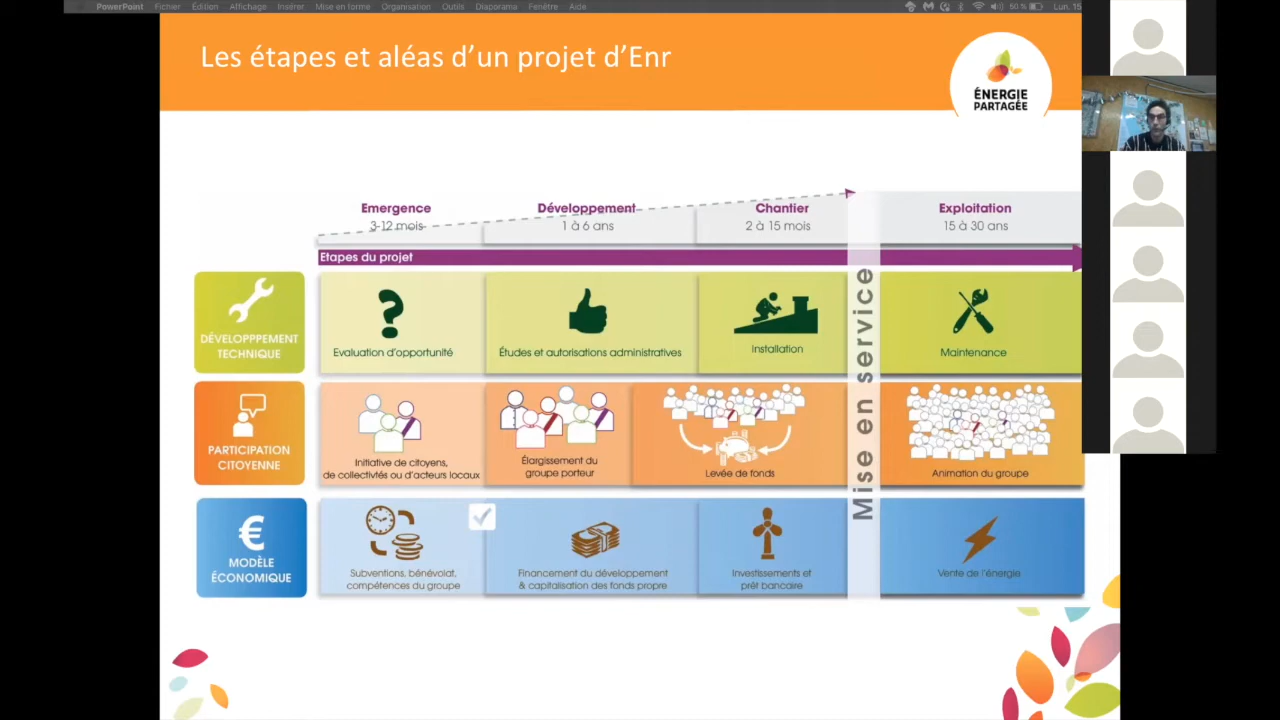 PowerPoint Fichier Édition Affichage Insérer Mise en forme Organisation Outils Diaporama Fenêtre Aide 50 % Lun. 15
Les étapes et aléas d’un projet d’Enr
ÉNERGIE
PARTAGÉE
Emergence
3-12 mois
Développement
1 à 6 ans
Chantier
2 à 15 mois
Exploitation
15 à 30 ans
Etapes du projet
Mise en service
DÉVELOPPPEMENT
TECHNIQUE
Evaluation d’opportunité
Études et autorisations administratives
Installation
Maintenance
PARTICIPATION
CITOYENNE
Initiative de citoyens,
de collectivtés ou d’acteurs locaux
Élargissement du
groupe porteur
Levée de fonds
Animation du groupe
€
MODÈLE
ÉCONOMIQUE
Subventions, bénévolat,
compétences du groupe
Financement du développement
& capitalisation des fonds propre
Investissements et
prêt bancaire
Vente de l’énergie